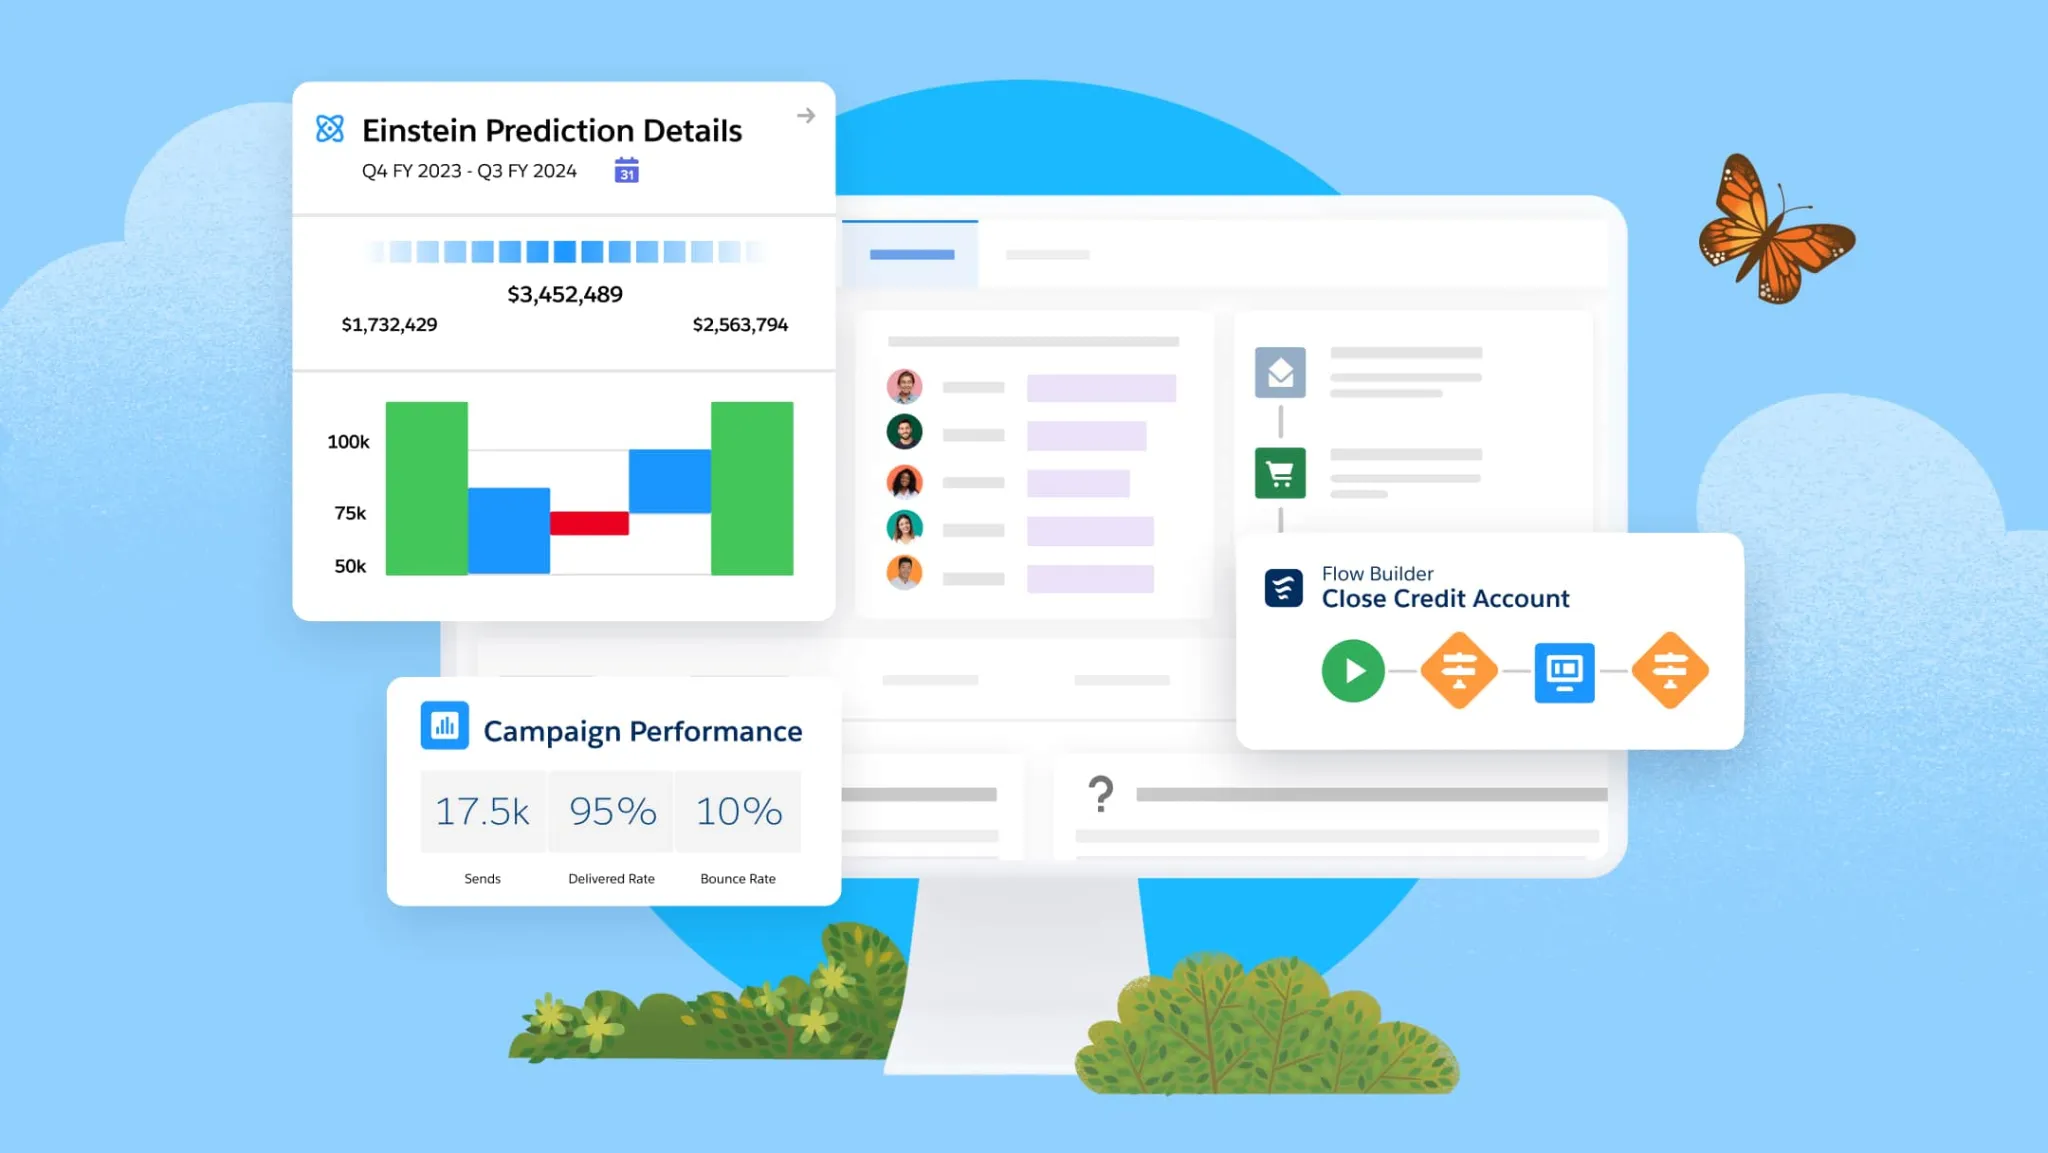 Einstein Prediction Details
Q4 FY 2023 - Q3 FY 2024
31
$3,452,489
$1,732,429 $2,563,794
100k
75k
50k
Flow Builder
Close Credit Account
Campaign Performance
17.5k 95% 10%
Sends Delivered Rate Bounce Rate
?